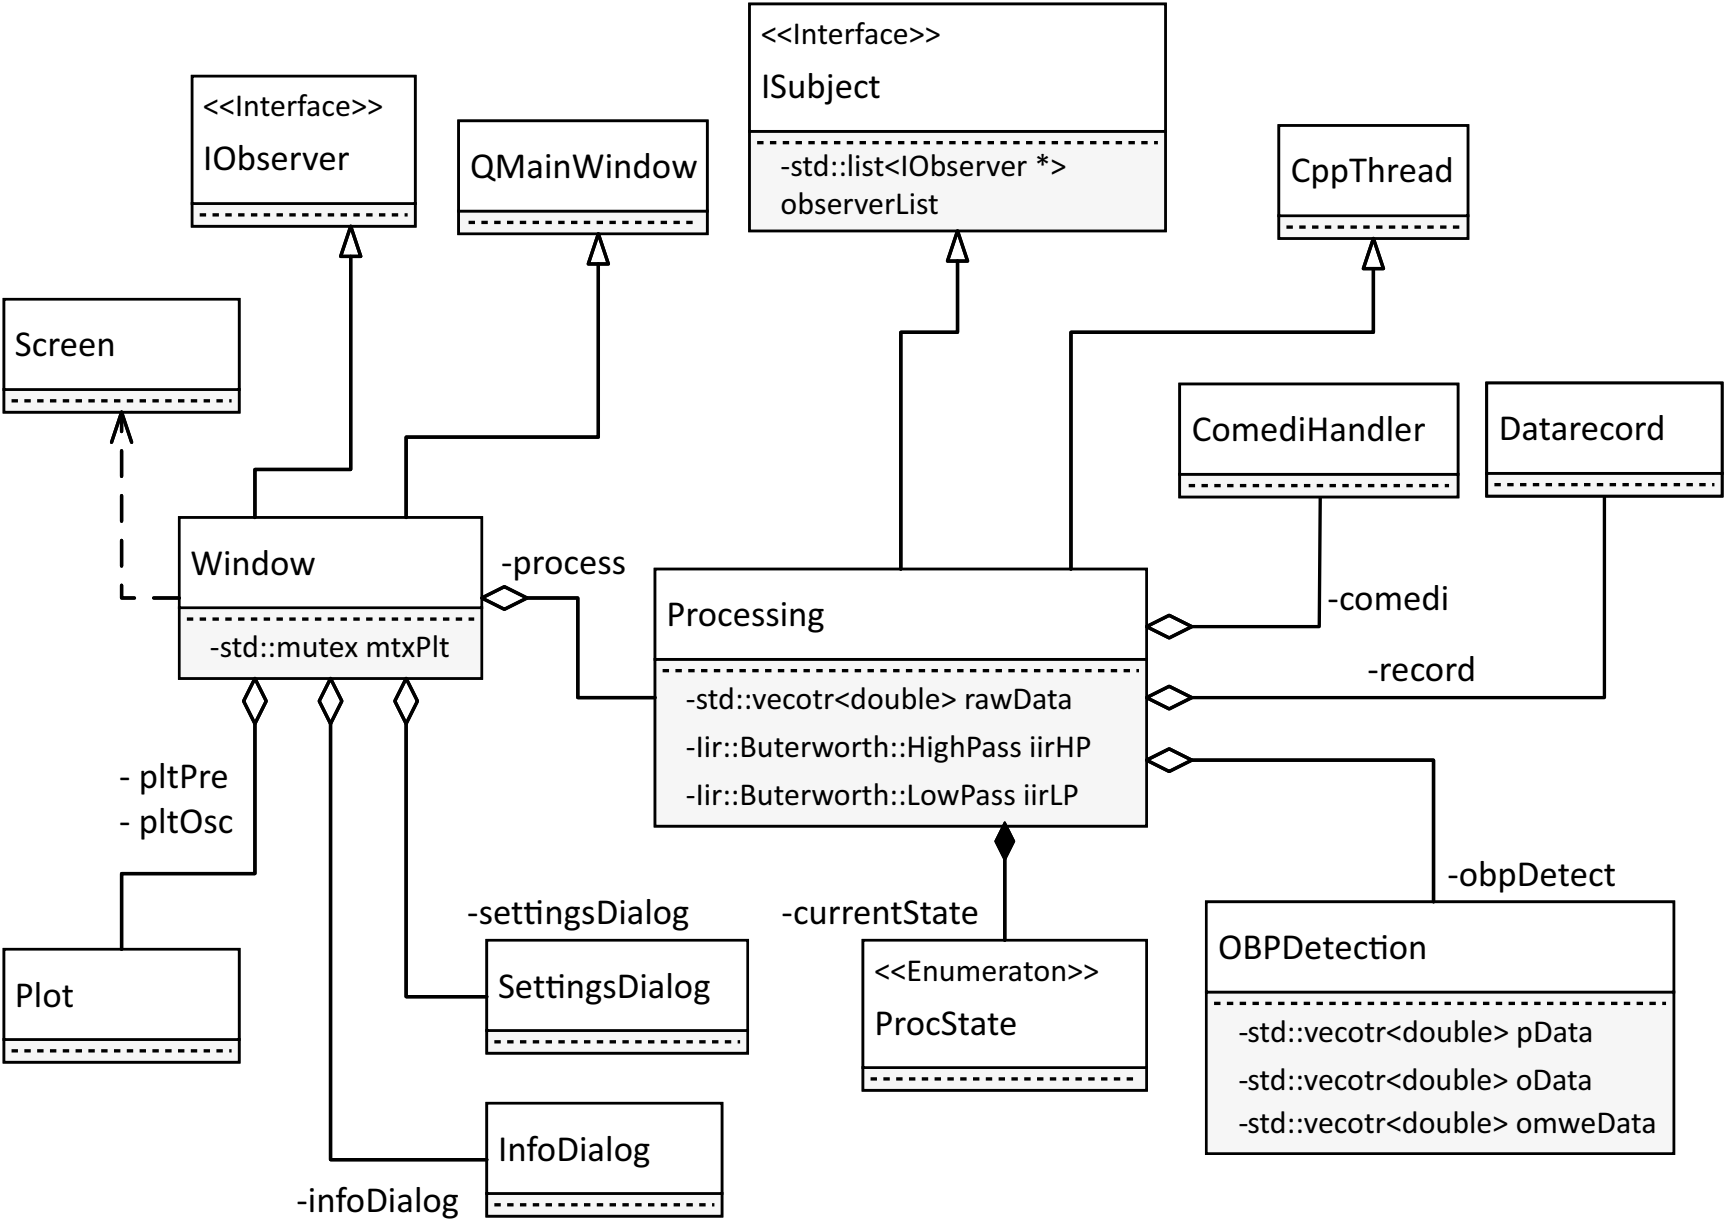 <<Interface>>
ISubject
-std::list<IObserver *>
observerList
<<Interface>>
IObserver
QMainWindow
CppThread
Screen
ComediHandler
Datarecord
Window
-std::mutex mtxPlt
-process
Processing
-std::vecotr<double> rawData
-Iir::Buterworth::HighPass iirHP
-Iir::Buterworth::LowPass iirLP
-comedi
-record
- pltPre
- pltOsc
-obpDetect
-settingsDialog
-currentState
Plot
SettingsDialog
<<Enumeraton>>
ProcState
OBPDetection
-std::vecotr<double> pData
-std::vecotr<double> oData
-std::vecotr<double> omweData
InfoDialog
-infoDialog